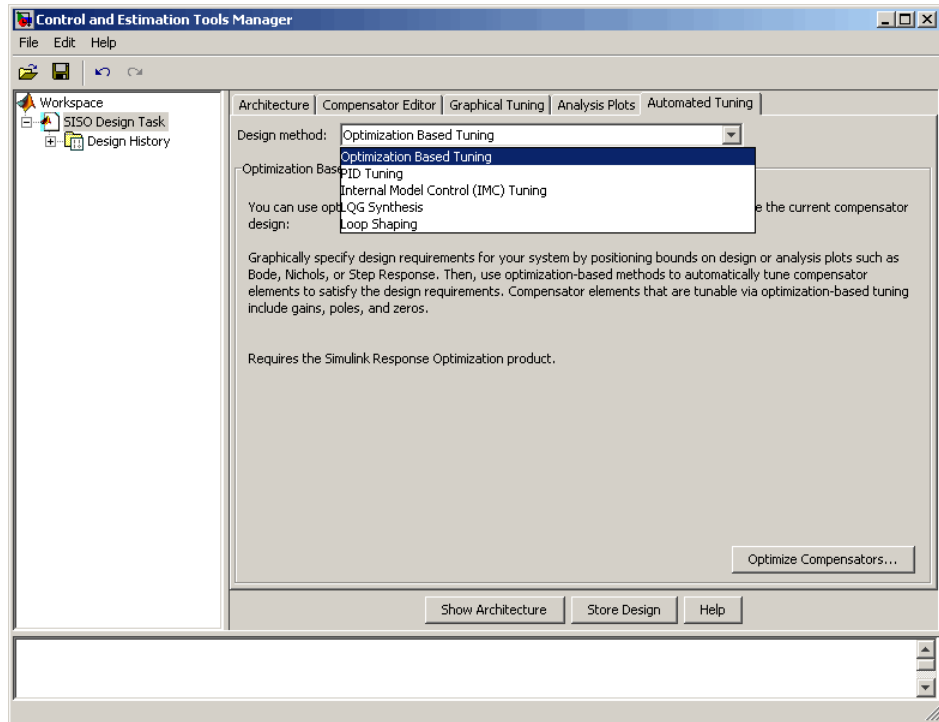 Control and Estimation Tools Manager
File Edit Help
Workspace
SISO Design Task
Design History
Architecture Compensator Editor Graphical Tuning Analysis Plots Automated Tuning
Design method: Optimization Based Tuning
Optimization Based Tuning
Optimization Bas
PID Tuning
Internal Model Control (IMC) Tuning
You can use opt
LQG Synthesis
e the current compensator
design:
Loop Shaping
Graphically specify design requirements for your system by positioning bounds on design or analysis plots such as
Bode, Nichols, or Step Response. Then, use optimization-based methods to automatically tune compensator
elements to satisfy the design requirements. Compensator elements that are tunable via optimization-based tuning
include gains, poles, and zeros.
Requires the Simulink Response Optimization product.
Optimize Compensators...
Show Architecture Store Design Help